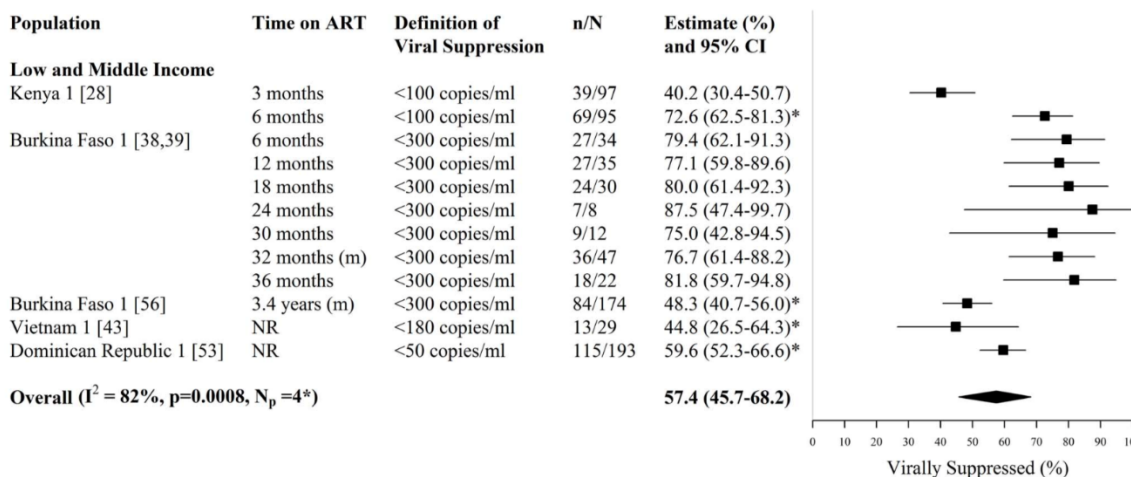 Population Time on ART Definition of Viral Suppression n/N Estimate (%) and 95% CI
Low and Middle Income
Kenya 1 [28] 3 months <100 copies/ml 39/97 40.2 (30.4-50.7)
6 months <100 copies/ml 69/95 72.6 (62.5-81.3)*
Burkina Faso 1 [38,39] 6 months <300 copies/ml 27/34 79.4 (62.1-91.3)
12 months <300 copies/ml 27/35 77.1 (59.8-89.6)
18 months <300 copies/ml 24/30 80.0 (61.4-92.3)
24 months <300 copies/ml 7/8 87.5 (47.4-99.7)
30 months <300 copies/ml 9/12 75.0 (42.8-94.5)
32 months (m) <300 copies/ml 36/47 76.7 (61.4-88.2)
36 months <300 copies/ml 18/22 81.8 (59.7-94.8)
Burkina Faso 1 [56] 3.4 years (m) <300 copies/ml 84/174 48.3 (40.7-56.0)*
Vietnam 1 [43] NR <180 copies/ml 13/29 44.8 (26.5-64.3)*
Dominican Republic 1 [53] NR <50 copies/ml 115/193 59.6 (52.3-66.6)*
Overall (I² = 82%, p=0.0008, Nₚ =4*) 57.4 (45.7-68.2)
0 10 20 30 40 50 60 70 80 90
Virally Suppressed (%)